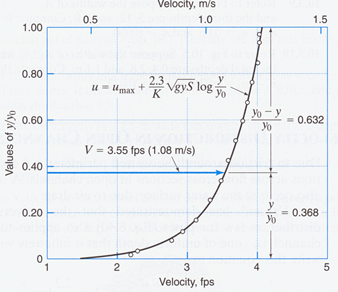 Velocity, m/s
0.5 1.0 1.5
1.00
0.80
0.60
0.40
0.20
0
Values of y/y₀
u = uₘₐₓ + 2.3/K √gyS log y/y₀
(y₀ − y)/y₀ = 0.632
V = 3.55 fps (1.08 m/s)
y/y₀ = 0.368
1 2 3 4 5
Velocity, fps